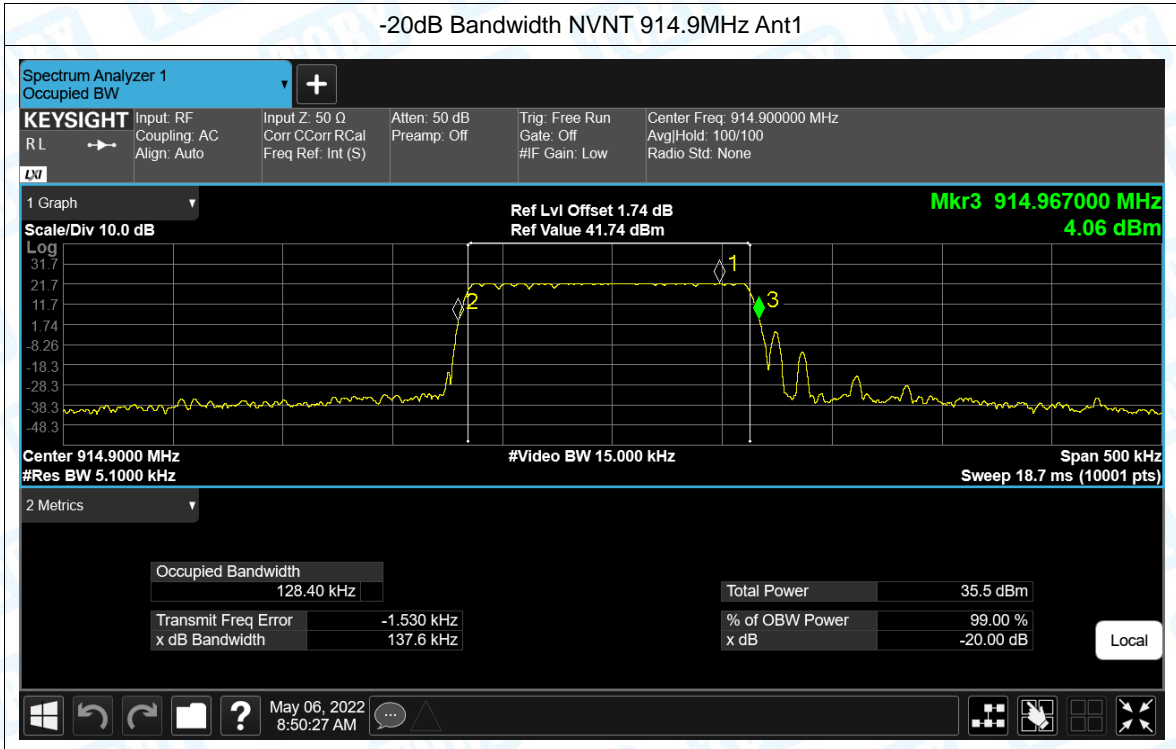 -20dB Bandwidth NVNT 914.9MHz Ant1
Spectrum Analyzer 1
Occupied BW
KEYSIGHT
R L
LXI
Input: RF
Coupling: AC
Align: Auto
Input Z: 50 Ω
Corr CCorr RCal
Freq Ref: Int (S)
Atten: 50 dB
Preamp: Off
Trig: Free Run
Gate: Off
#IF Gain: Low
Center Freq: 914.900000 MHz
Avg|Hold: 100/100
Radio Std: None
1 Graph
Scale/Div 10.0 dB
Ref Lvl Offset 1.74 dB
Ref Value 41.74 dBm
Mkr3 914.967000 MHz
4.06 dBm
Log
31.7
21.7
11.7
1.74
-8.26
-18.3
-28.3
-38.3
-48.3
1
2
3
Center 914.9000 MHz
#Video BW 15.000 kHz
Span 500 kHz
#Res BW 5.1000 kHz
Sweep 18.7 ms (10001 pts)
2 Metrics
Occupied Bandwidth
128.40 kHz
Transmit Freq Error -1.530 kHz
x dB Bandwidth 137.6 kHz
Total Power 35.5 dBm
% of OBW Power 99.00 %
x dB -20.00 dB
Local
?
May 06, 2022
8:50:27 AM
TOBY